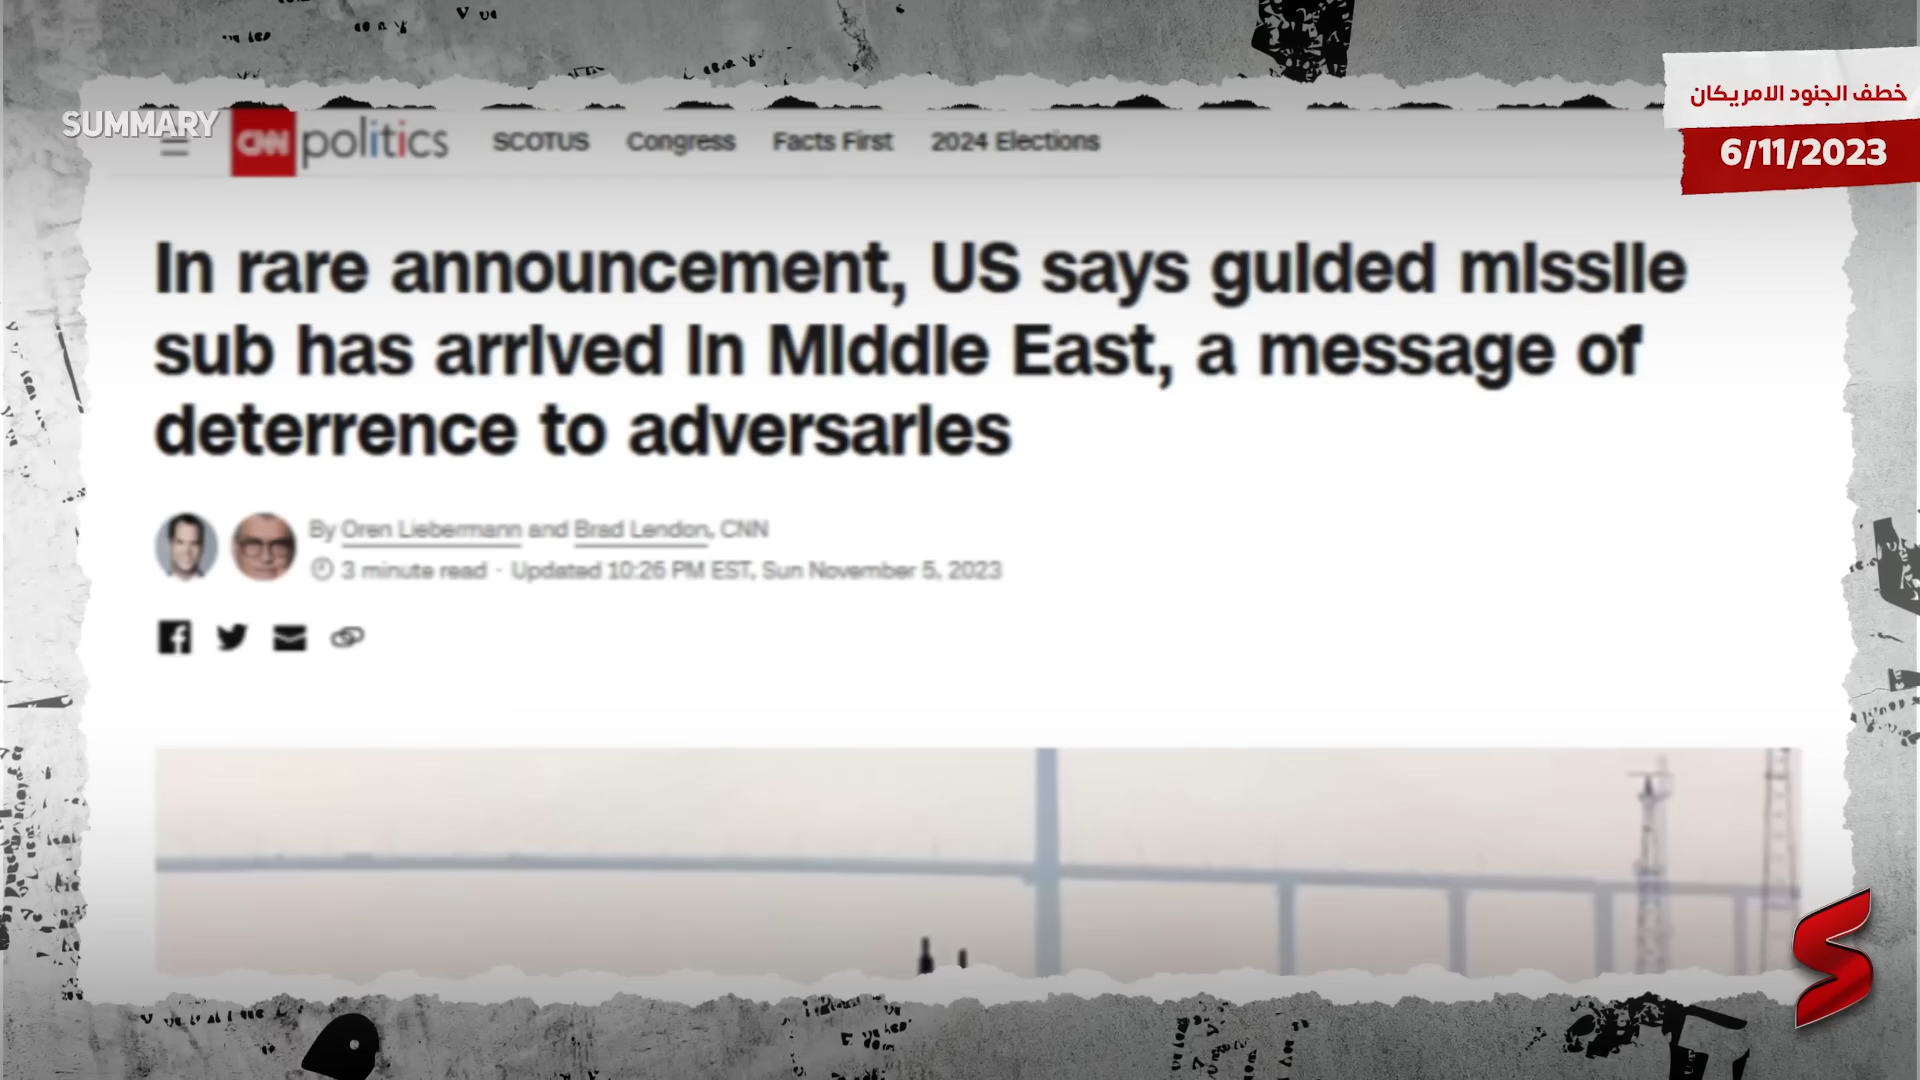 SUMMARY
خطف الجنود الامريكان
6/11/2023
CNN politics SCOTUS Congress Facts First 2024 Elections
In rare announcement, US says guided missile
sub has arrived in Middle East, a message of
deterrence to adversaries
By Oren Liebermann and Brad Lendon, CNN
3 minute read · Updated 10:26 PM EST, Sun November 5, 2023